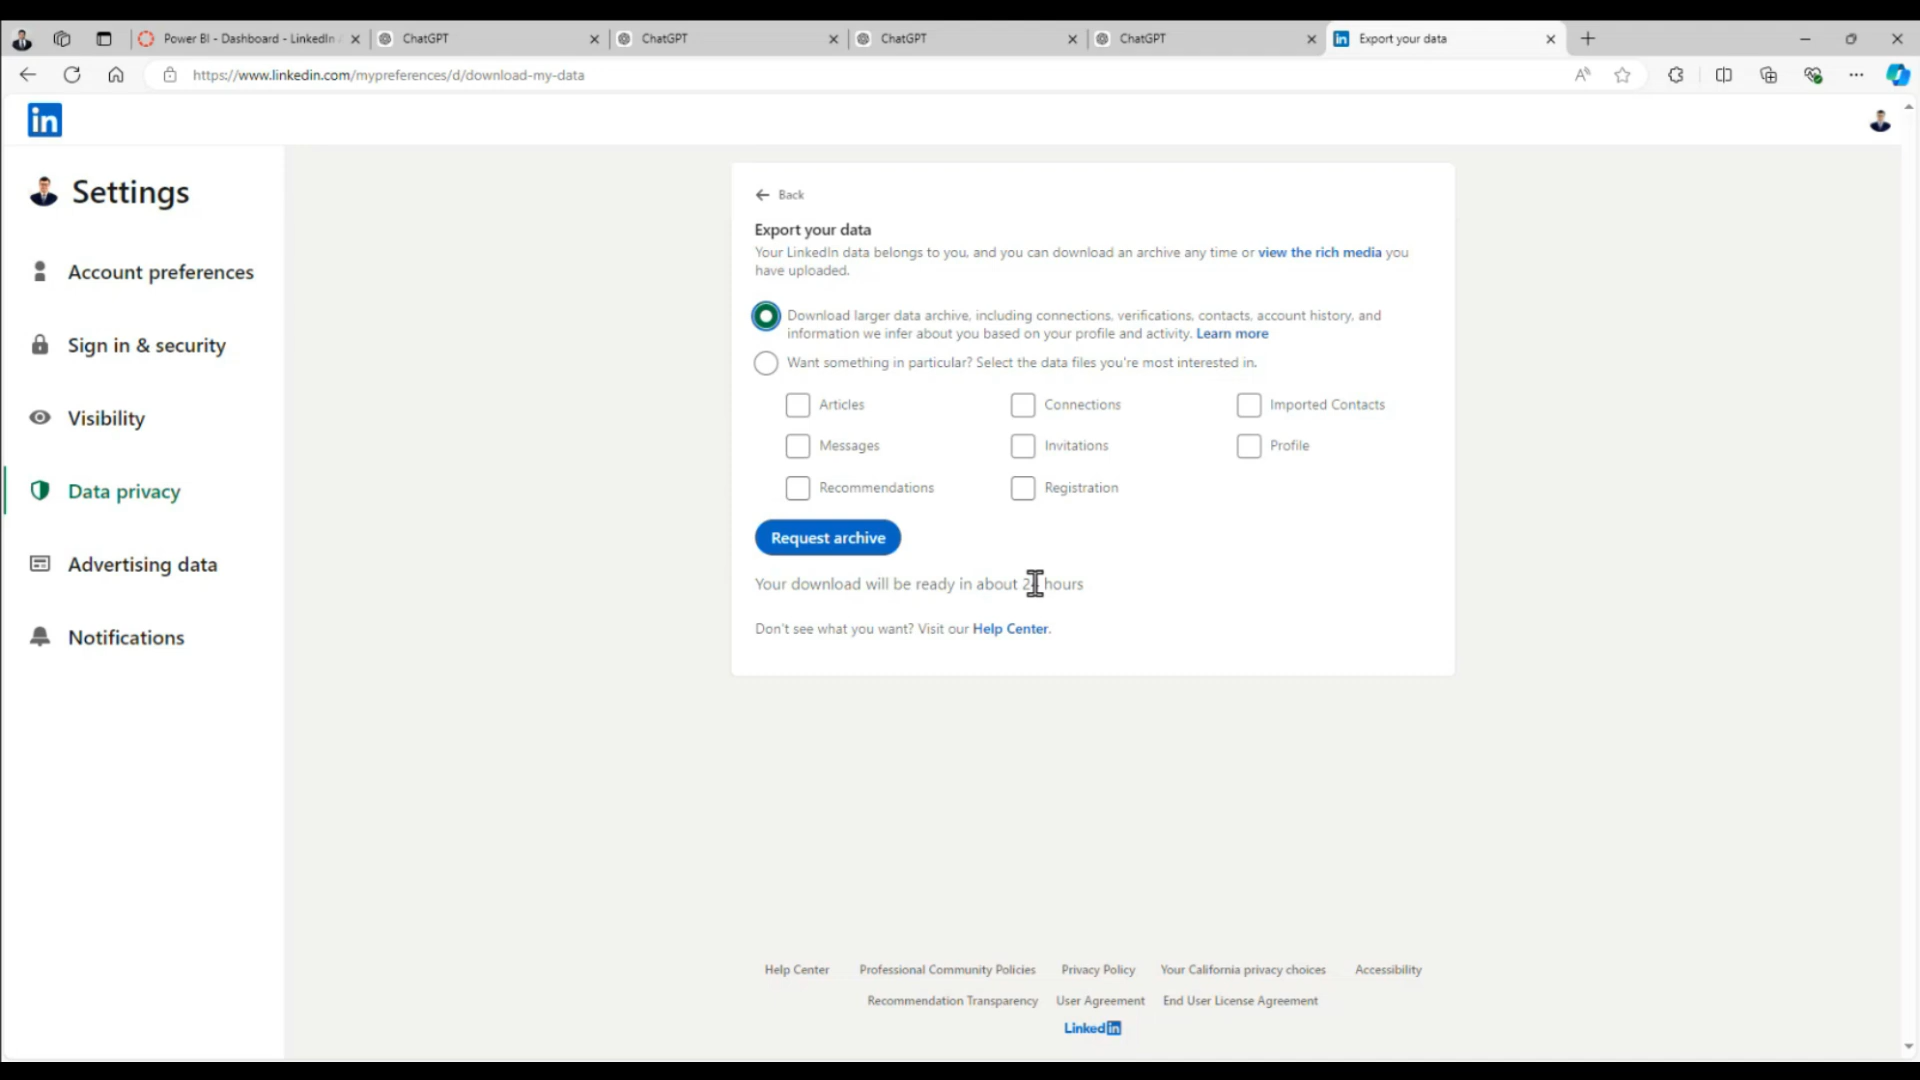 Power BI - Dashboard - LinkedIn
ChatGPT
ChatGPT
ChatGPT
ChatGPT
Export your data
https://www.linkedin.com/mypreferences/d/download-my-data
in
Settings
Account preferences
Sign in & security
Visibility
Data privacy
Advertising data
Notifications
Back
Export your data
Your LinkedIn data belongs to you, and you can download an archive any time or view the rich media you
have uploaded.
Download larger data archive, including connections, verifications, contacts, account history, and
information we infer about you based on your profile and activity. Learn more
Want something in particular? Select the data files you're most interested in.
Articles Connections Imported Contacts
Messages Invitations Profile
Recommendations Registration
Request archive
Your download will be ready in about hours
Don't see what you want? Visit our Help Center.
Help Center Professional Community Policies Privacy Policy Your California privacy choices Accessibility
Recommendation Transparency User Agreement End User License Agreement
Linkedin